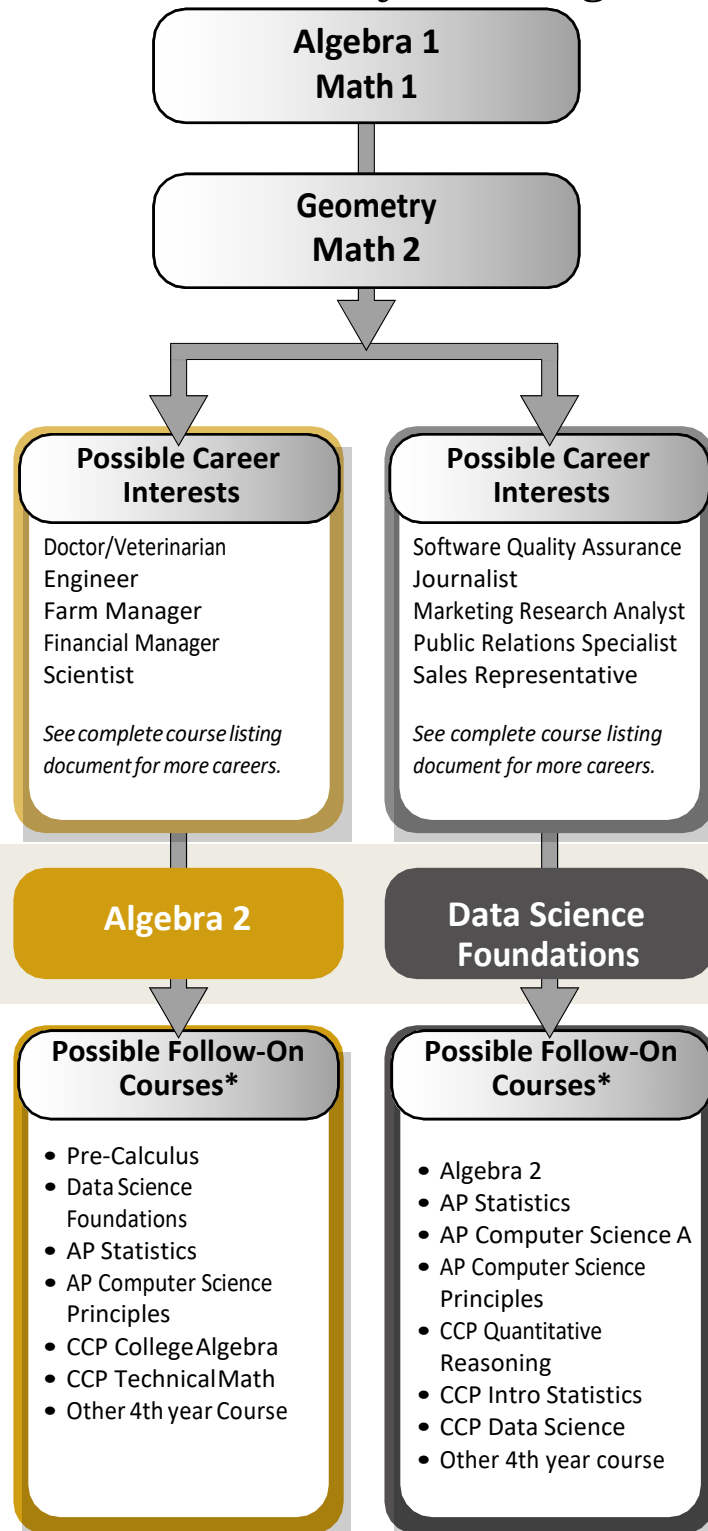 Algebra 1
Math 1
Geometry
Math 2
Possible Career
Interests
Doctor/Veterinarian
Engineer
Farm Manager
Financial Manager
Scientist
See complete course listing
document for more careers.
Possible Career
Interests
Software Quality Assurance
Journalist
Marketing Research Analyst
Public Relations Specialist
Sales Representative
See complete course listing
document for more careers.
Algebra 2
Data Science
Foundations
Possible Follow-On
Courses*
• Pre-Calculus
• Data Science
Foundations
• AP Statistics
• AP Computer Science
Principles
• CCP College Algebra
• CCP Technical Math
• Other 4th year Course
Possible Follow-On
Courses*
• Algebra 2
• AP Statistics
• AP Computer Science A
• AP Computer Science
Principles
• CCP Quantitative
Reasoning
• CCP Intro Statistics
• CCP Data Science
• Other 4th year course